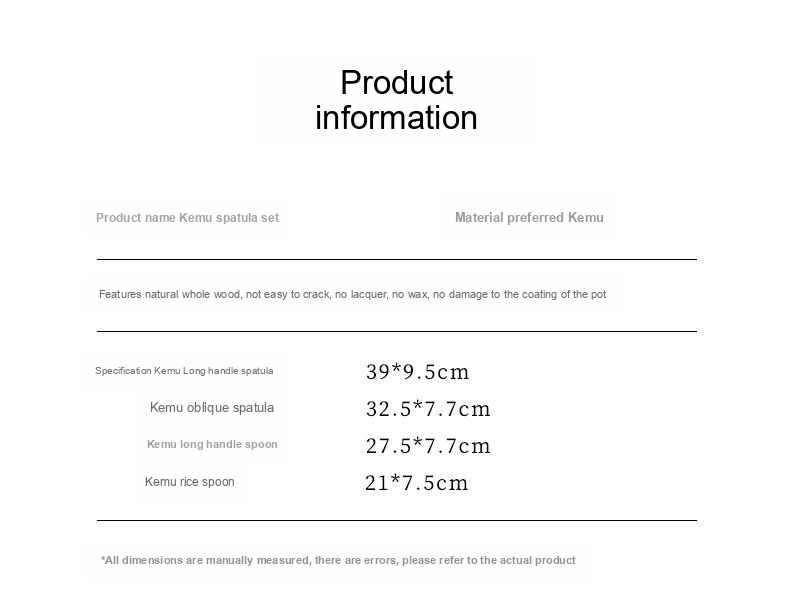 Product
information
Product name Kemu spatula set
Material preferred Kemu
Features natural whole wood, not easy to crack, no lacquer, no wax, no damage to the coating of the pot
Specification Kemu Long handle spatula 39*9.5cm
Kemu oblique spatula 32.5*7.7cm
Kemu long handle spoon 27.5*7.7cm
Kemu rice spoon 21*7.5cm
*All dimensions are manually measured, there are errors, please refer to the actual product